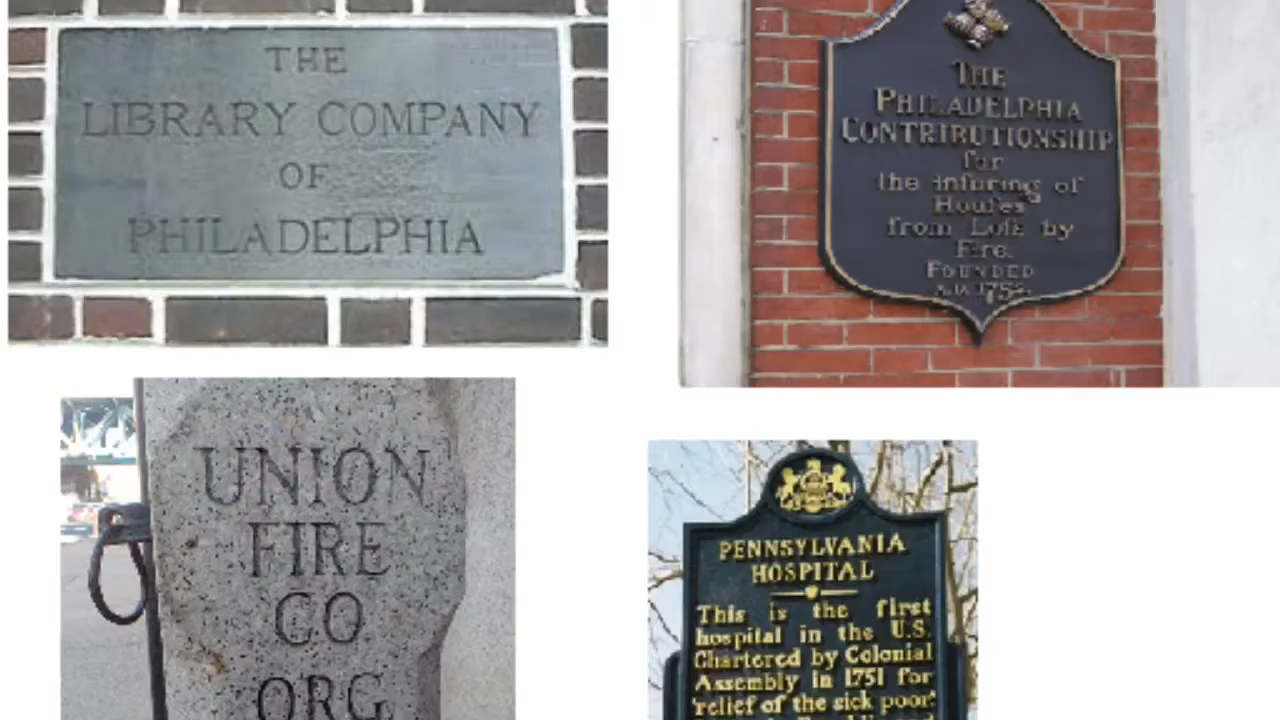 THE
LIBRARY COMPANY
OF
PHILADELPHIA
THE
PHILADELPHIA
CONTRIBUTIONSHIP
for
the inſuring of
Houſes
from Loſs by
Fire.
FOUNDED
A.D. 1752
UNION
FIRE
CO
ORG
PENNSYLVANIA
HOSPITAL
This is the first
hospital in the U.S.
Chartered by Colonial
Assembly in 1751 for
"relief of the sick poor"